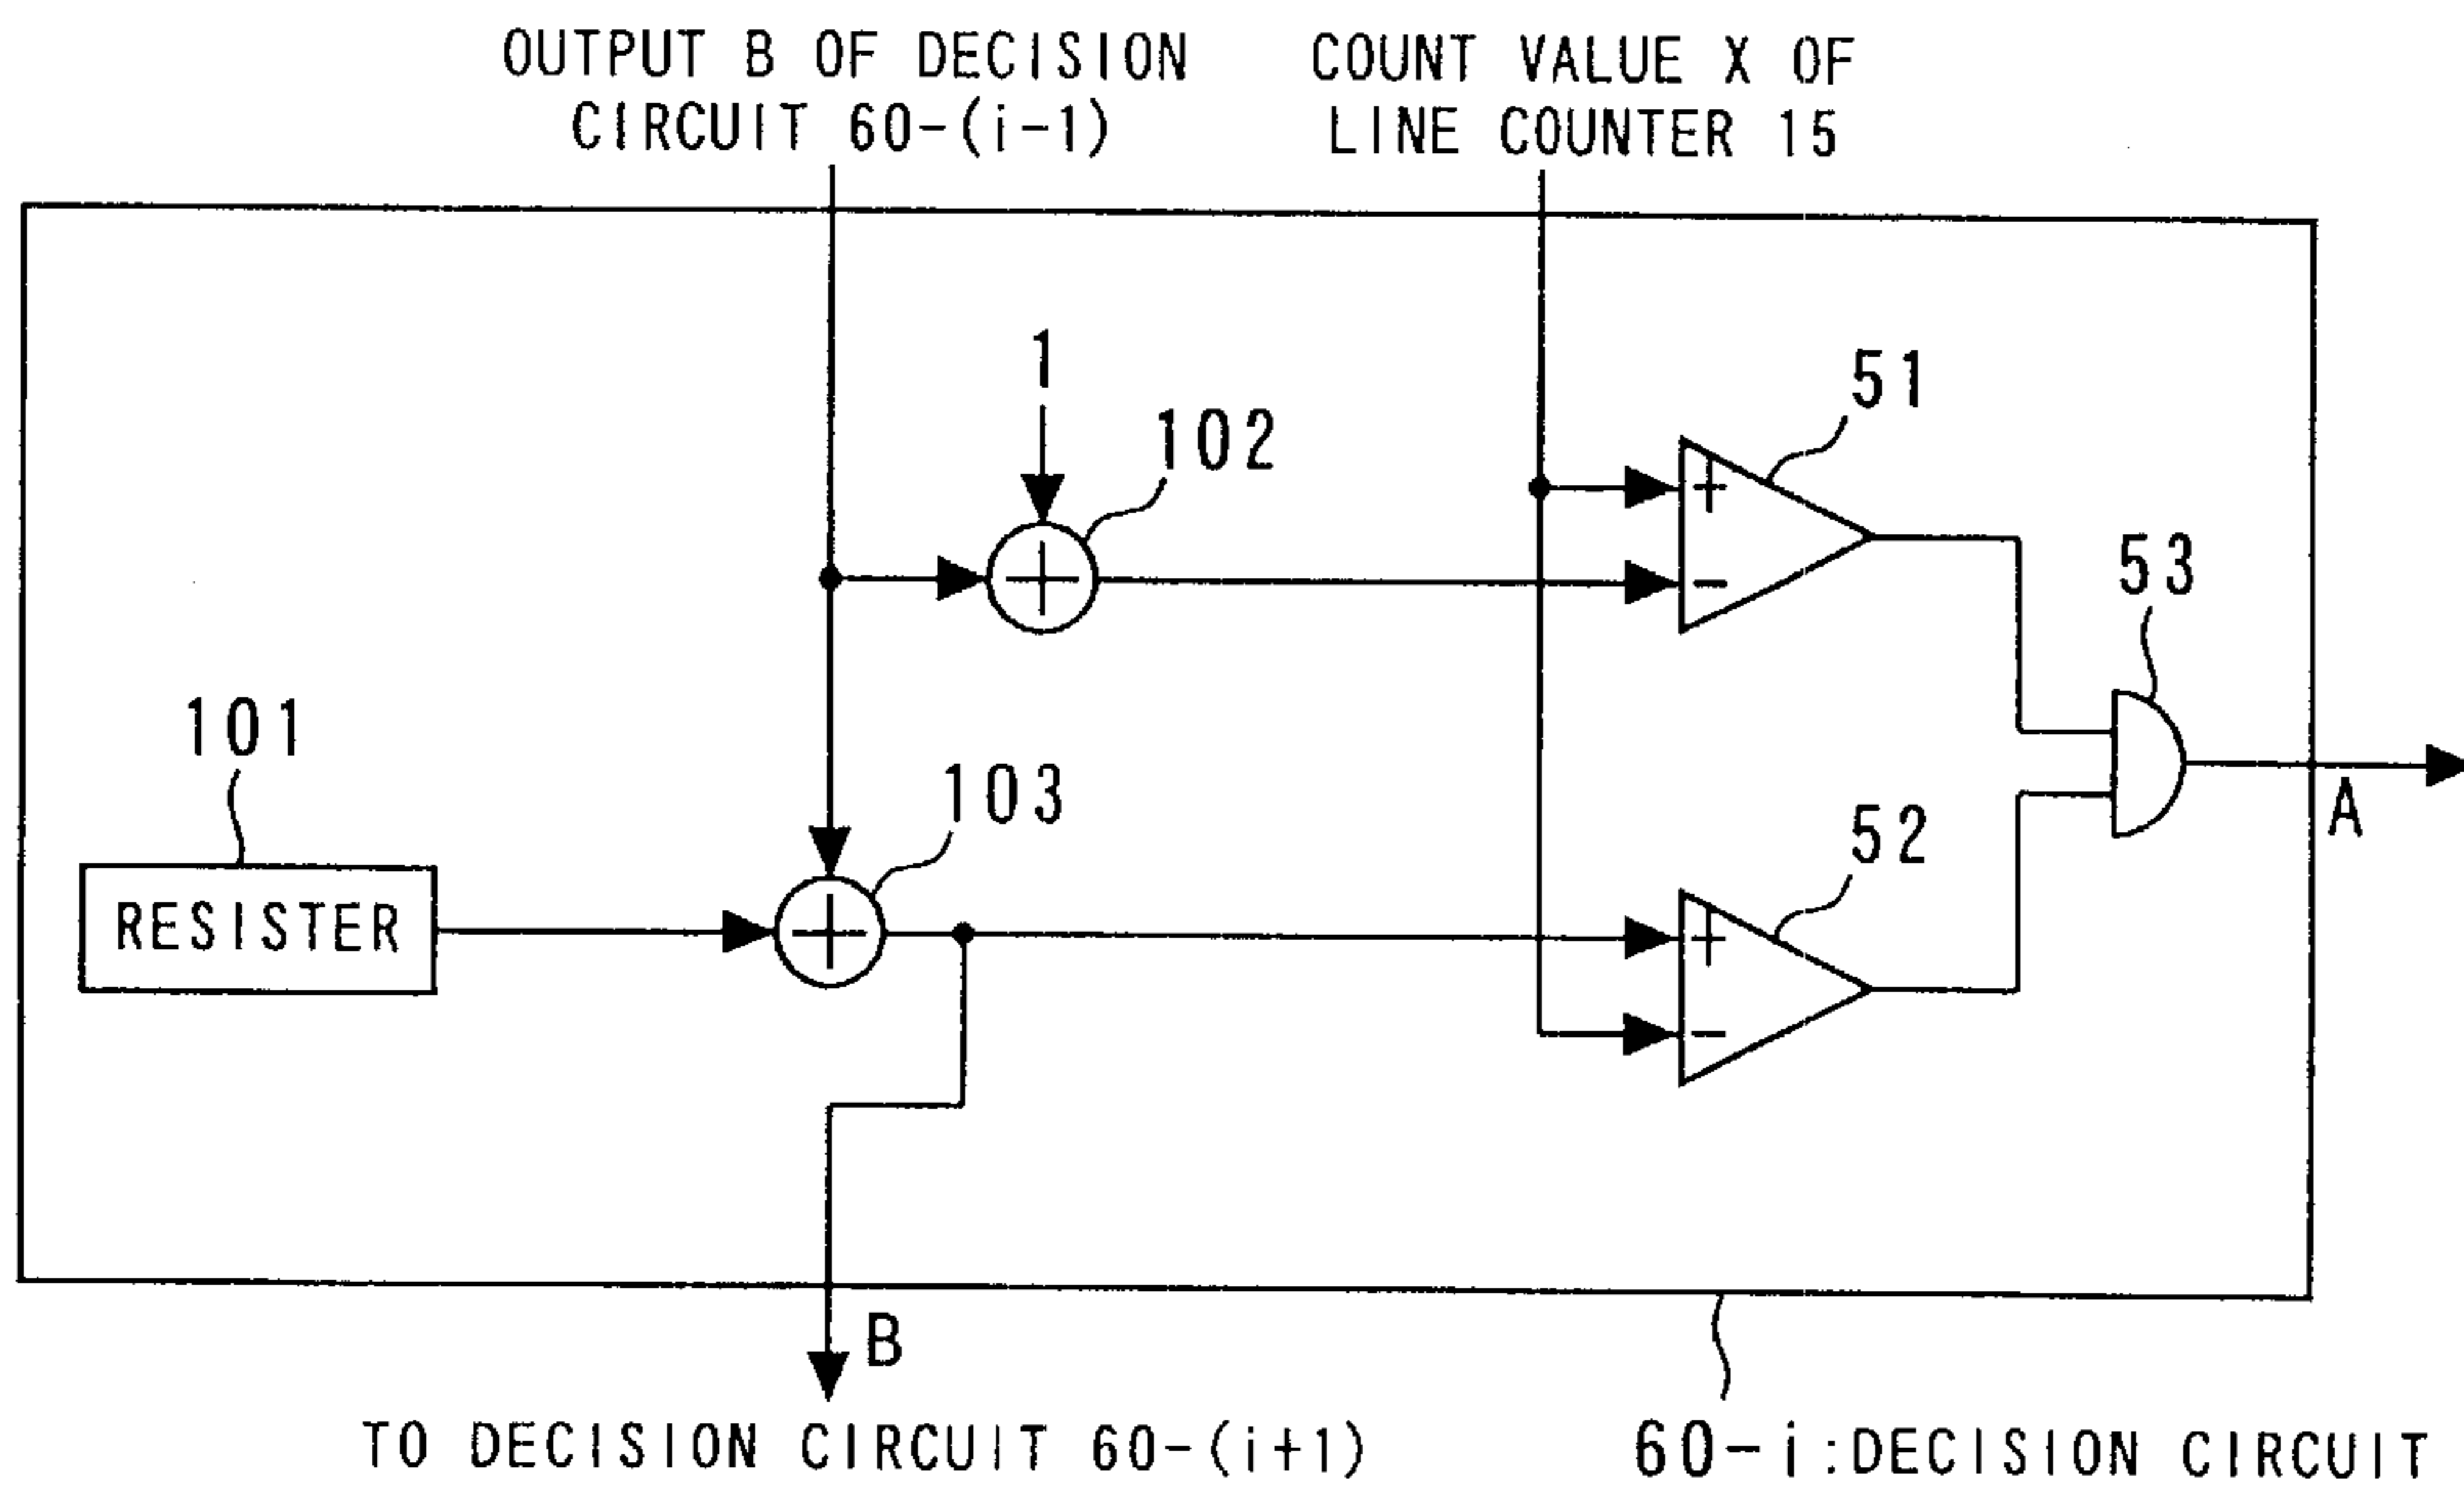 OUTPUT B OF DECISION
CIRCUIT 60-(i-1)
COUNT VALUE X OF
LINE COUNTER 15
1
102
51
53
101
103
52
RESISTER
+
-
+
-
A
B
TO DECISION CIRCUIT 60-(i+1)
60-i:DECISION CIRCUIT